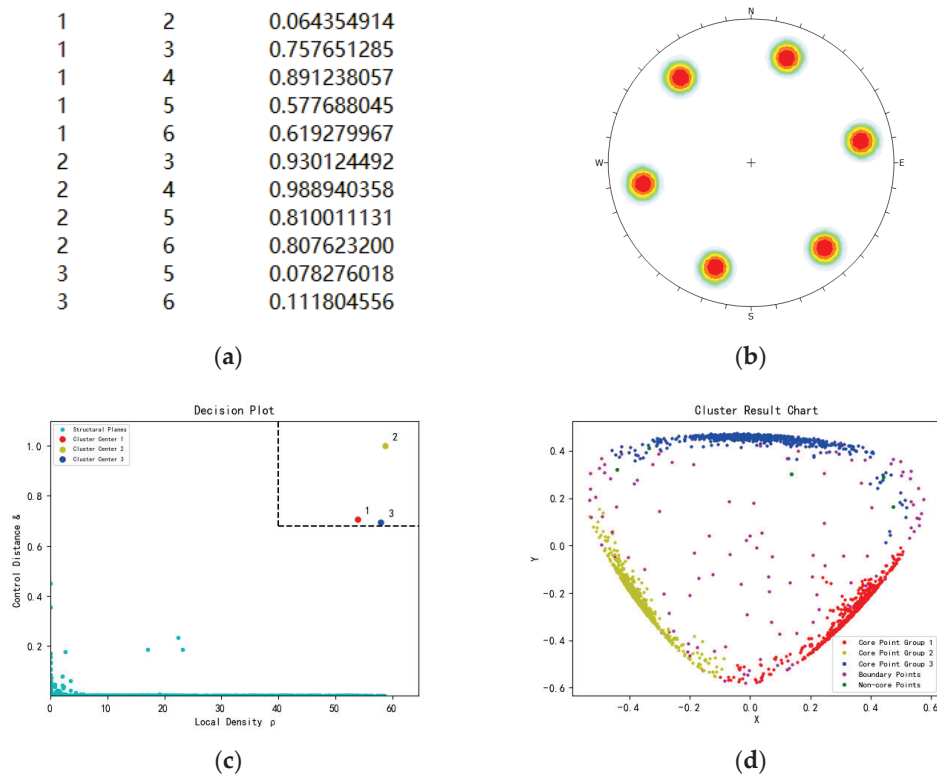 1 2 0.064354914
1 3 0.757651285
1 4 0.891238057
1 5 0.577688045
1 6 0.619279967
2 3 0.930124492
2 4 0.988940358
2 5 0.810011131
2 6 0.807623200
3 5 0.078276018
3 6 0.111804556
(a)
N
W
E
S
(b)
Decision Plot
Structural Planes
Cluster Center 1
Cluster Center 2
Cluster Center 3
1
2
3
Control Distance &
1.0
0.8
0.6
0.4
0.2
0 10 20 30 40 50 60
Local Density ρ
(c)
Cluster Result Chart
Y
0.4
0.2
0.0
-0.2
-0.4
-0.6
Core Point Group 1
Core Point Group 2
Core Point Group 3
Boundary Points
Non-core Points
-0.4 -0.2 0.0 0.2 0.4
X
(d)